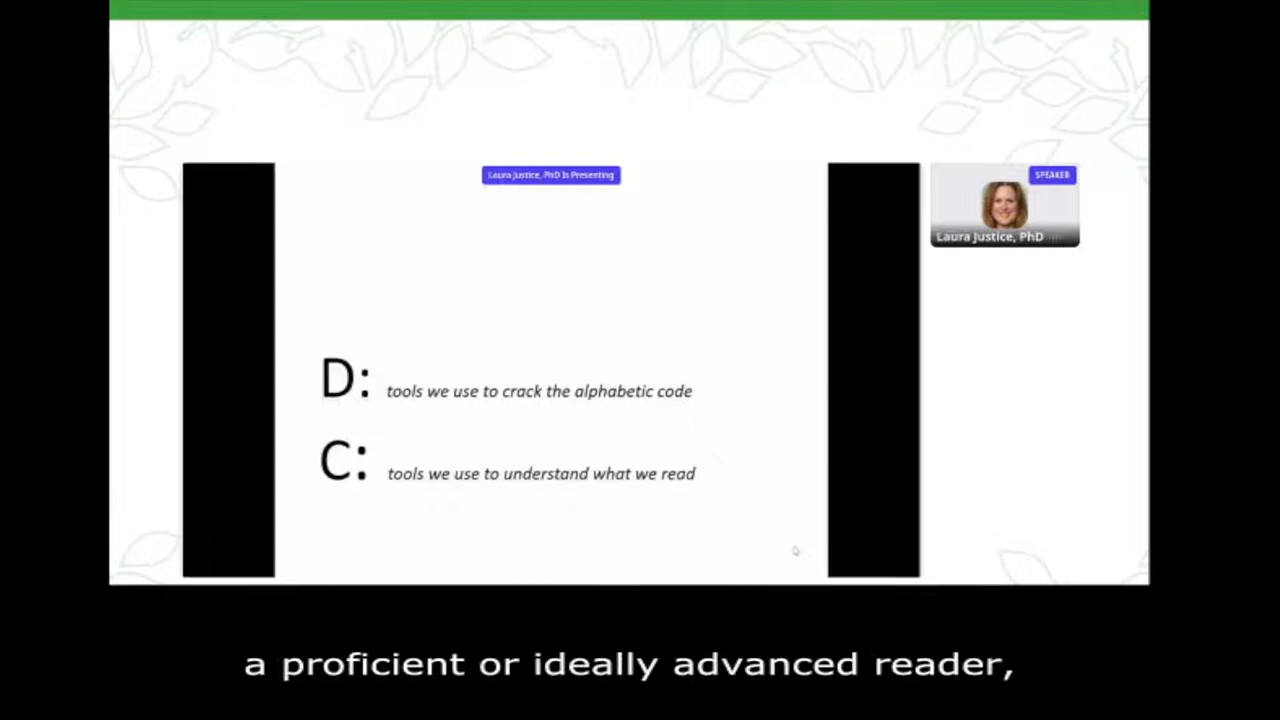 Laura Justice, PhD Is Presenting
SPEAKER
Laura Justice, PhD
D: tools we use to crack the alphabetic code
C: tools we use to understand what we read
a proficient or ideally advanced reader,